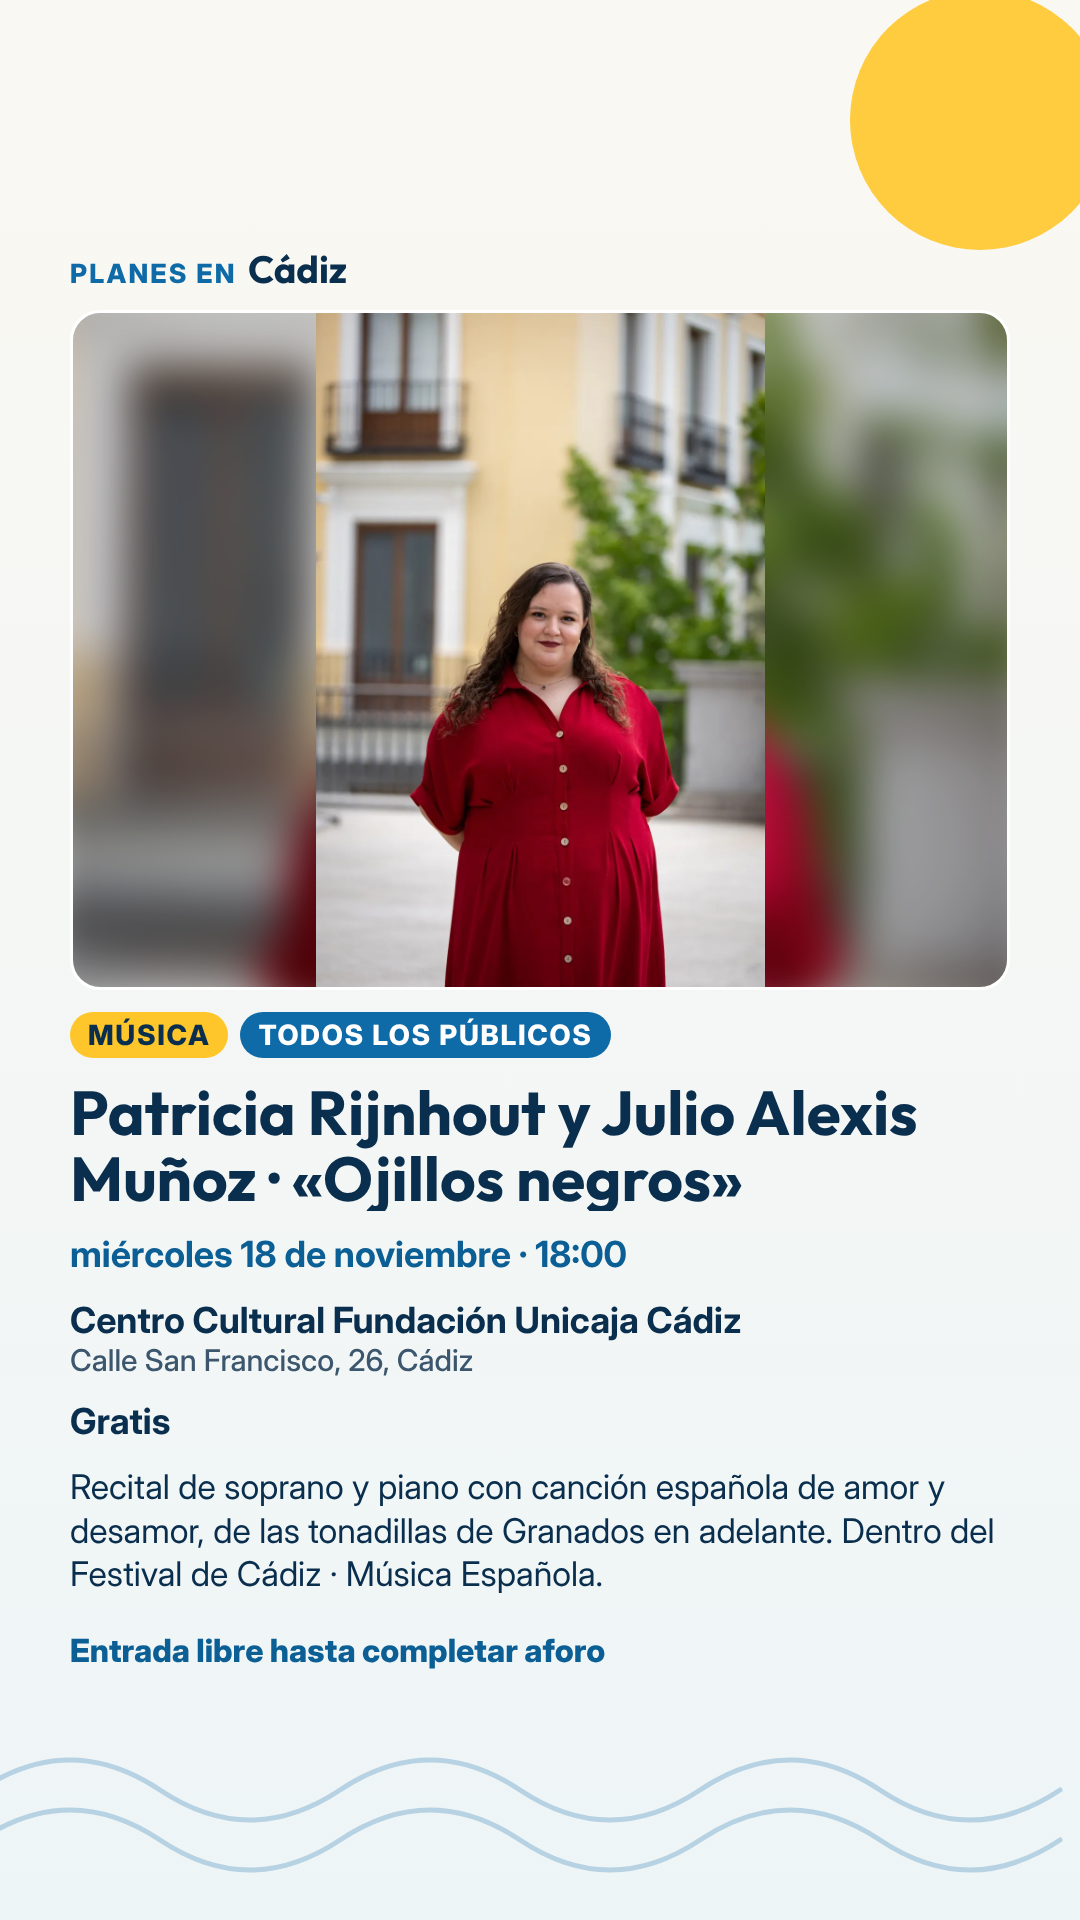 PLANES EN Cádiz
MÚSICA
TODOS LOS PÚBLICOS
Patricia Rijnhout y Julio Alexis
Muñoz · «Ojillos negros»
miércoles 18 de noviembre · 18:00
Centro Cultural Fundación Unicaja Cádiz
Calle San Francisco, 26, Cádiz
Gratis
Recital de soprano y piano con canción española de amor y
desamor, de las tonadillas de Granados en adelante. Dentro del
Festival de Cádiz · Música Española.
Entrada libre hasta completar aforo